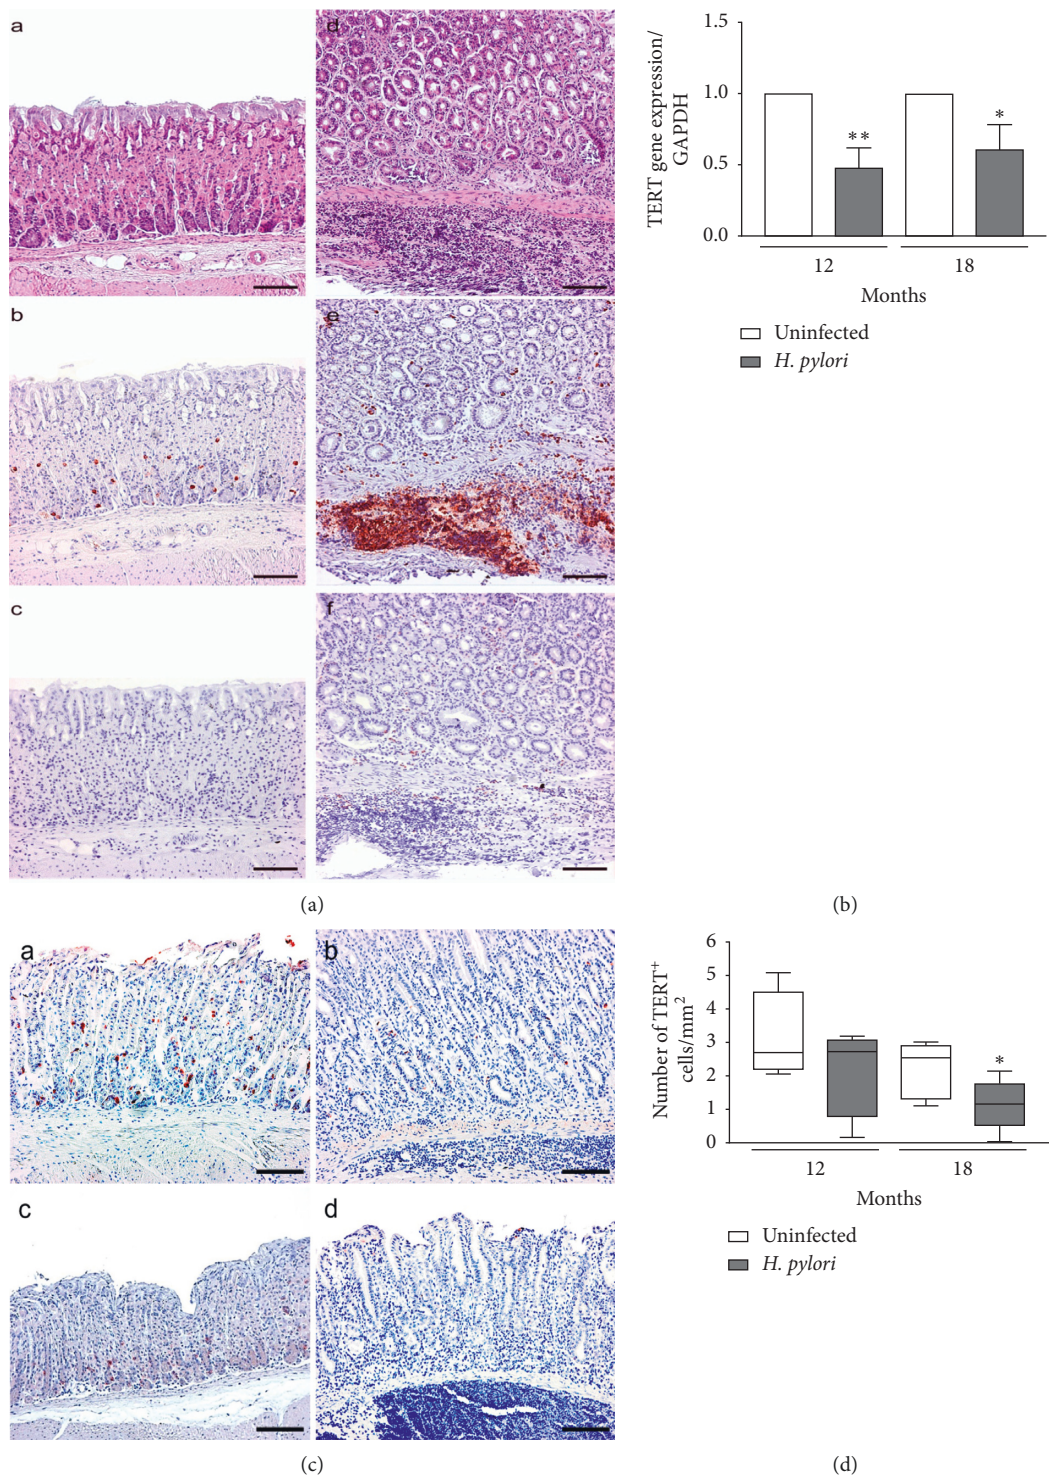 a
d
b
e
c
f
(a)
1.5
1.0
0.5
0.0
TERT gene expression/
GAPDH
**
*
12
18
Months
Uninfected
H. pylori
(b)
a
b
c
d
(c)
6
5
4
3
2
1
0
Number of TERT⁺
cells/mm²
*
12
18
Months
Uninfected
H. pylori
(d)